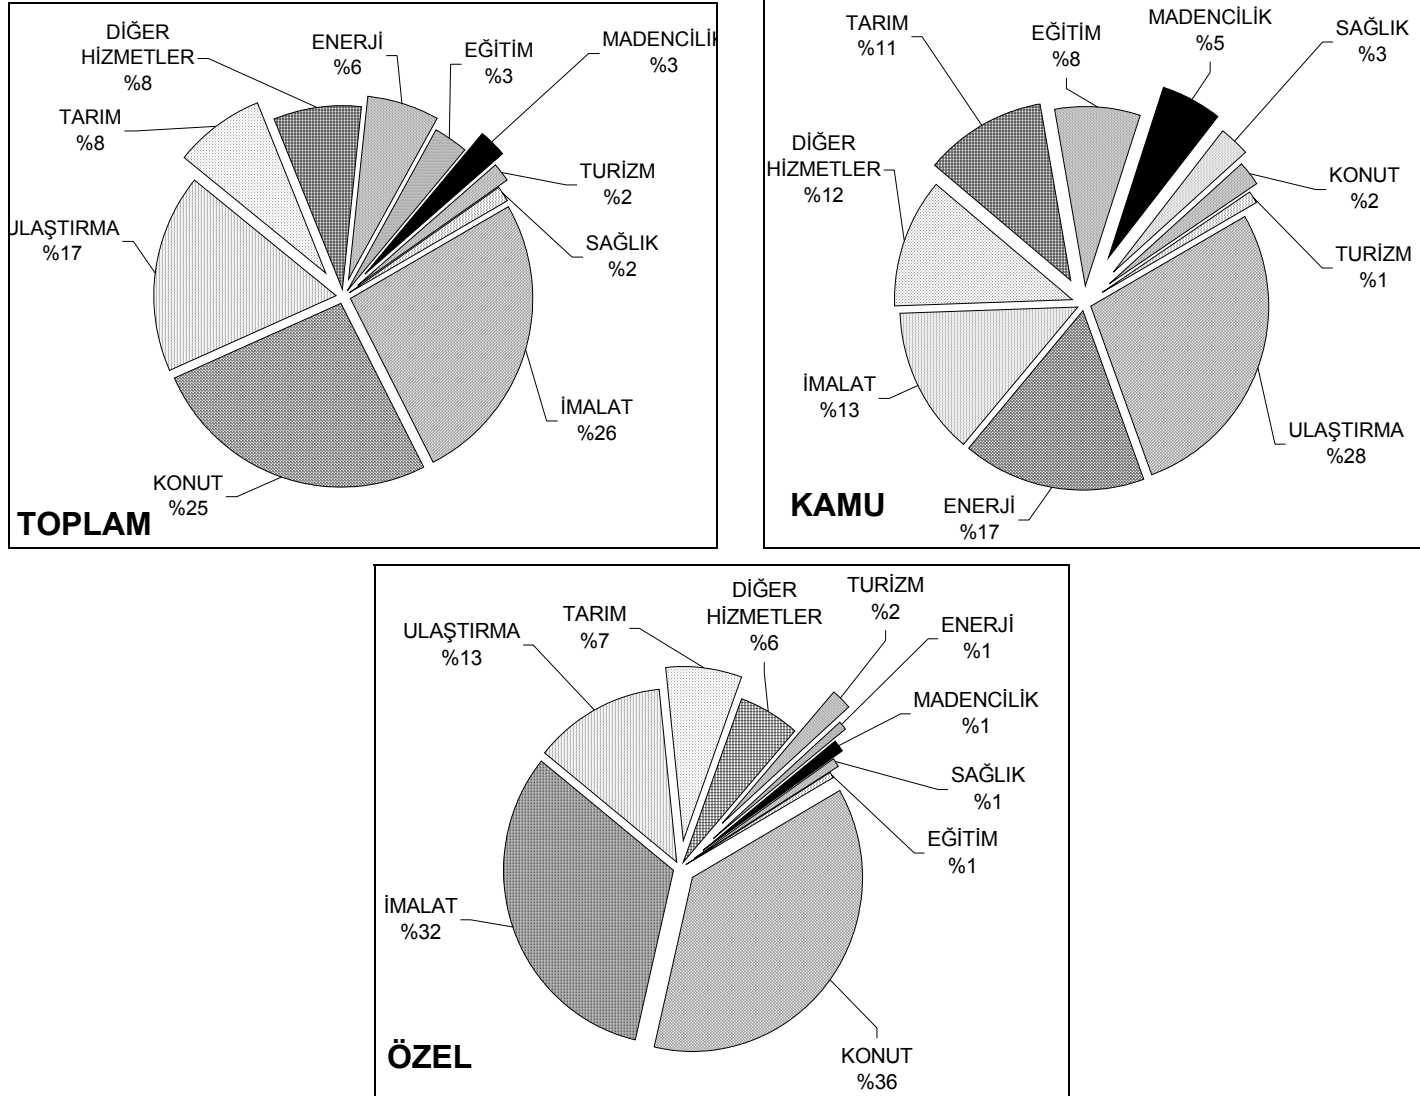 DİĞER
HİZMETLER
%8
ENERJİ
%6
EĞİTİM
%3
MADENCİLİK
%3
TARIM
%8
TURİZM
%2
ULAŞTIRMA
%17
SAĞLIK
%2
İMALAT
%26
KONUT
%25
TOPLAM
TARIM
%11
EĞİTİM
%8
MADENCİLİK
%5
SAĞLIK
%3
DİĞER
HİZMETLER
%12
KONUT
%2
TURİZM
%1
İMALAT
%13
ULAŞTIRMA
%28
ENERJİ
%17
KAMU
ULAŞTIRMA
%13
TARIM
%7
DİĞER
HİZMETLER
%6
TURİZM
%2
ENERJİ
%1
MADENCİLİK
%1
SAĞLIK
%1
EĞİTİM
%1
İMALAT
%32
KONUT
%36
ÖZEL